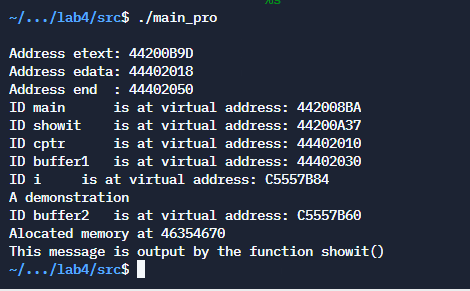 ~/.../lab4/src$ ./main_pro
Address etext: 44200B9D
Address edata: 44402018
Address end  : 44402050
ID main     is at virtual address: 442008BA
ID showit   is at virtual address: 44200A37
ID cptr     is at virtual address: 44402010
ID buffer1  is at virtual address: 44402030
ID i     is at virtual address: C5557B84
A demonstration
ID buffer2  is at virtual address: C5557B60
Alocated memory at 46354670
This message is output by the function showit()
~/.../lab4/src$